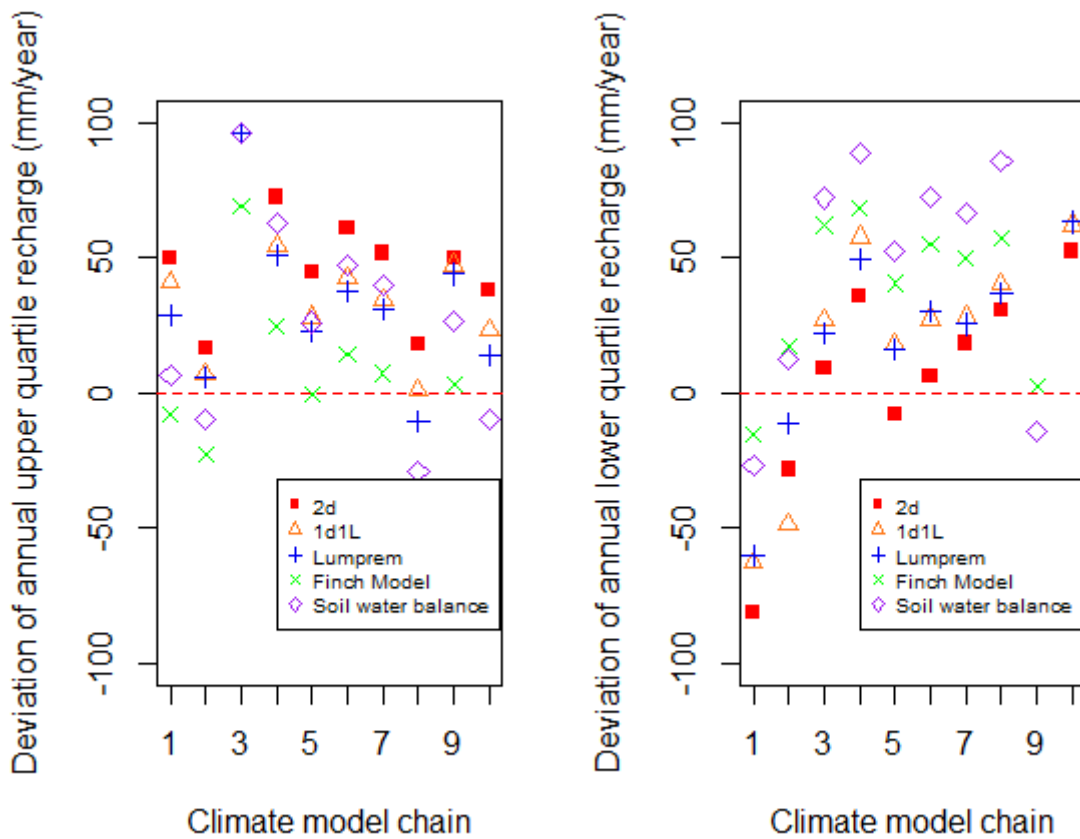 Deviation of annual upper quartile recharge (mm/year)
100
50
0
-50
-100
2d
1d1L
Lumprem
Finch Model
Soil water balance
1 3 5 7 9
Climate model chain
Deviation of annual lower quartile recharge (mm/year)
100
50
0
-50
-100
2d
1d1L
Lumprem
Finch Model
Soil water balance
1 3 5 7 9
Climate model chain